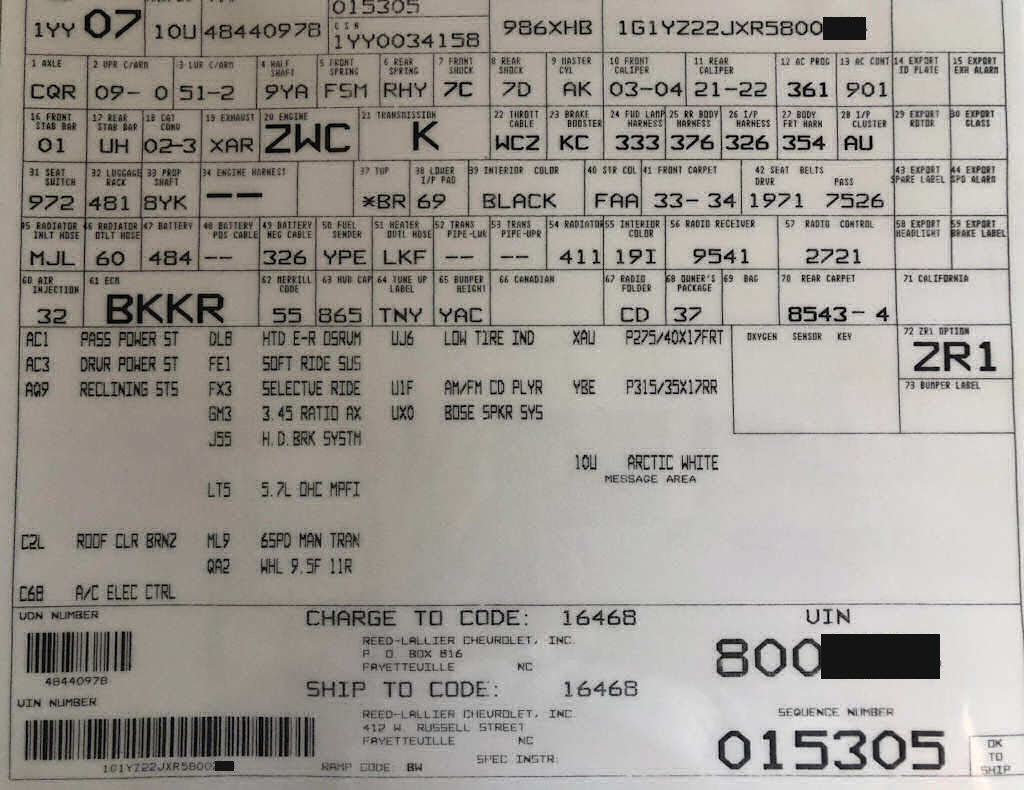 015305
1YY 07 10U 48440978 1YY0034158 986XHB 1G1YZ22JXR5800
1 AXLE 2 UPR C/ARM 3 LWR C/ARM 4 HALF SHAFT 5 FRONT SPRING 6 REAR SPRING 7 FRONT SHOCK 8 REAR SHOCK 9 MASTER CYL 10 FRONT CALIPER 11 REAR CALIPER 12 AC PROG 13 AC CONT 14 EXPORT ID PLATE 15 EXPORT EXH ALARM
CQR 09- 0 51-2 9YA FSM RHY 7C 7D AK 03-04 21-22 361 901
16 FRONT STAB BAR 17 REAR STAB BAR 18 CAT CONV 19 EXHAUST 20 ENGINE 21 TRANSMISSION 22 THROTT CABLE 23 BRAKE BOOSTER 24 FWD LAMP HARNESS 25 RR BODY HARNESS 26 I/P HARNESS 27 BODY FRT HARN 28 I/P CLUSTER 29 EXPORT ROTOR 30 EXPORT GLASS
01 UH 02-3 XAR ZWC K WCZ KC 333 376 326 354 AU
31 SEAT SWITCH 32 LUGGAGE RACK 33 PROP SHAFT 34 ENGINE HARNEST 37 TOP 38 LOWER I/P PAD 39 INTERIOR COLOR 40 STR COL 41 FRONT CARPET 42 SEAT BELTS DRVR PASS 43 EXPORT SPARE LABEL 44 EXPORT SPD ALARM
972 481 8YK -- *BR 69 BLACK FAA 33-34 1971 7526
45 RADIATOR INLT HOSE 46 RADIATOR OTLT HOSE 47 BATTERY 48 BATTERY POS CABLE 49 BATTERY NEG CABLE 50 FUEL SENDER 51 HEATER OUTL HOSE 52 TRANS PIPE-LWR 53 TRANS PIPE-UPR 54 RADIATOR 55 INTERIOR COLOR 56 RADIO RECEIVER 57 RADIO CONTROL 58 EXPORT HEADLIGHT 59 EXPORT BRAKE LABEL
MJL 60 484 -- 326 YPE LKF -- -- 411 19I 9541 2721
60 AIR INJECTION 61 ECM 62 MERRILL CODE 63 HUB CAP 64 TUNE UP LABEL 65 BUMPER HEIGHT 66 CANADIAN 67 RADIO FOLDER 68 OWNER'S PACKAGE 69 BAG 70 REAR CARPET 71 CALIFORNIA
32 BKKR 55 865 TNY YAC CD 37 8543-4
AC1 PASS POWER ST DL8 HTD E-R OSRVM UJ6 LOW TIRE IND XAU P275/40X17FRT OXYGEN SENSOR KEY 72 ZR1 OPTION
AC3 DRVR POWER ST FE1 SOFT RIDE SUS ZR1
AQ9 RECLINING STS FX3 SELECTVE RIDE U1F AM/FM CD PLYR YBE P315/35X17RR 73 BUMPER LABEL
GM3 3.45 RATIO AX UX0 BOSE SPKR SYS
J55 H.D.BRK SYSTM
10U ARCTIC WHITE
MESSAGE AREA
LT5 5.7L OHC MPFI
C2L ROOF CLR BRNZ ML9 6SPD MAN TRAN
QA2 WHL 9.5F 11R
C68 A/C ELEC CTRL
VON NUMBER CHARGE TO CODE: 16468 VIN
REED-LALLIER CHEVROLET, INC.
P. O. BOX 816
FAYETTEVILLE NC
800
48440978
SHIP TO CODE: 16468
VIN NUMBER
REED-LALLIER CHEVROLET, INC. SEQUENCE NUMBER
412 W. RUSSELL STREET
FAYETTEVILLE NC
015305
1G1YZ22JXR5800
RAMP CODE: BW SPEC INSTR:
OK TO SHIP